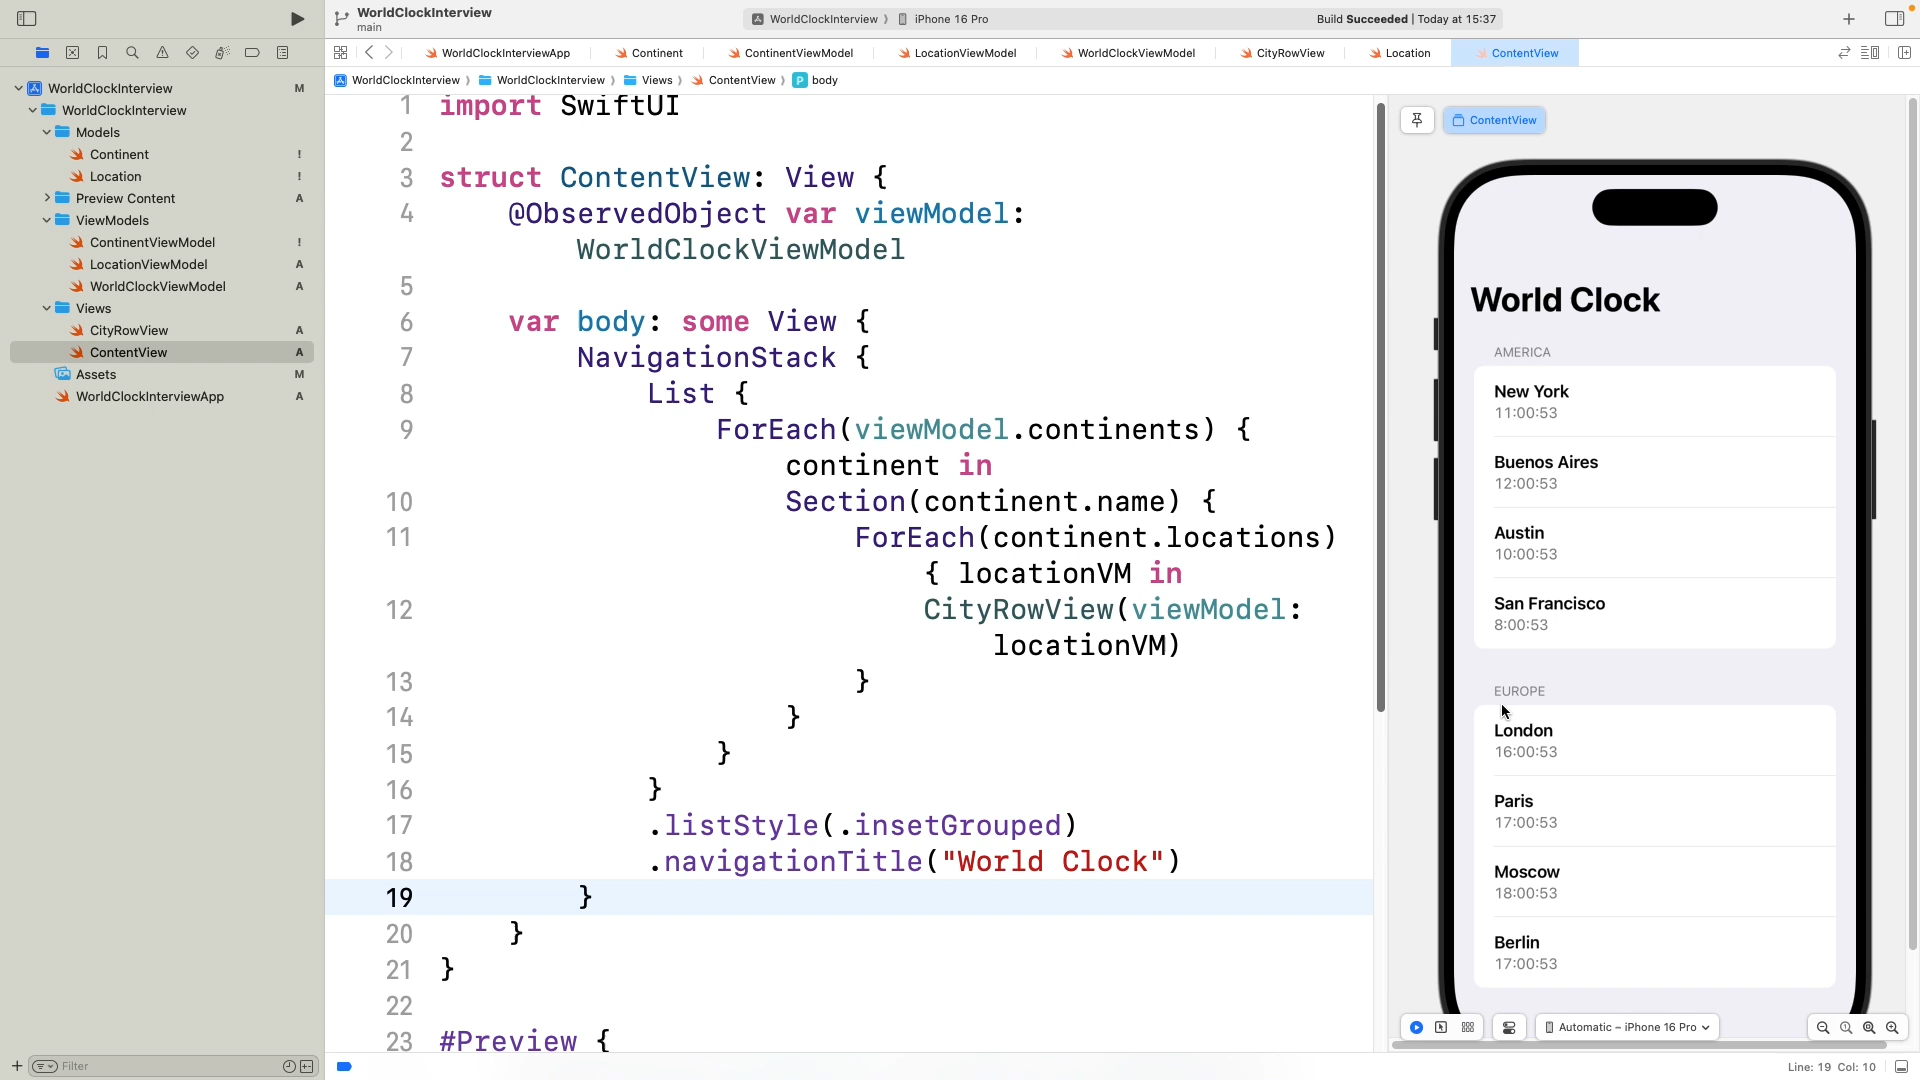 WorldClockInterview
main
WorldClockInterview 〉 iPhone 16 Pro
Build Succeeded | Today at 15:37
WorldClockInterviewApp
Continent
ContinentViewModel
LocationViewModel
WorldClockViewModel
CityRowView
Location
ContentView
WorldClockInterview 〉 WorldClockInterview 〉 Views 〉 ContentView 〉 P body
WorldClockInterview M
WorldClockInterview
Models
Continent !
Location !
Preview Content A
ViewModels
ContinentViewModel !
LocationViewModel A
WorldClockViewModel A
Views
CityRowView A
ContentView A
Assets M
WorldClockInterviewApp A
Filter
1 import SwiftUI
2
3 struct ContentView: View {
4 @ObservedObject var viewModel:
WorldClockViewModel
5
6 var body: some View {
7 NavigationStack {
8 List {
9 ForEach(viewModel.continents) {
continent in
10 Section(continent.name) {
11 ForEach(continent.locations)
{ locationVM in
12 CityRowView(viewModel:
locationVM)
13 }
14 }
15 }
16 }
17 .listStyle(.insetGrouped)
18 .navigationTitle("World Clock")
19 }
20 }
21 }
22
23 #Preview {
ContentView
World Clock
AMERICA
New York
11:00:53
Buenos Aires
12:00:53
Austin
10:00:53
San Francisco
8:00:53
EUROPE
London
16:00:53
Paris
17:00:53
Moscow
18:00:53
Berlin
17:00:53
Automatic – iPhone 16 Pro
Line: 19 Col: 10